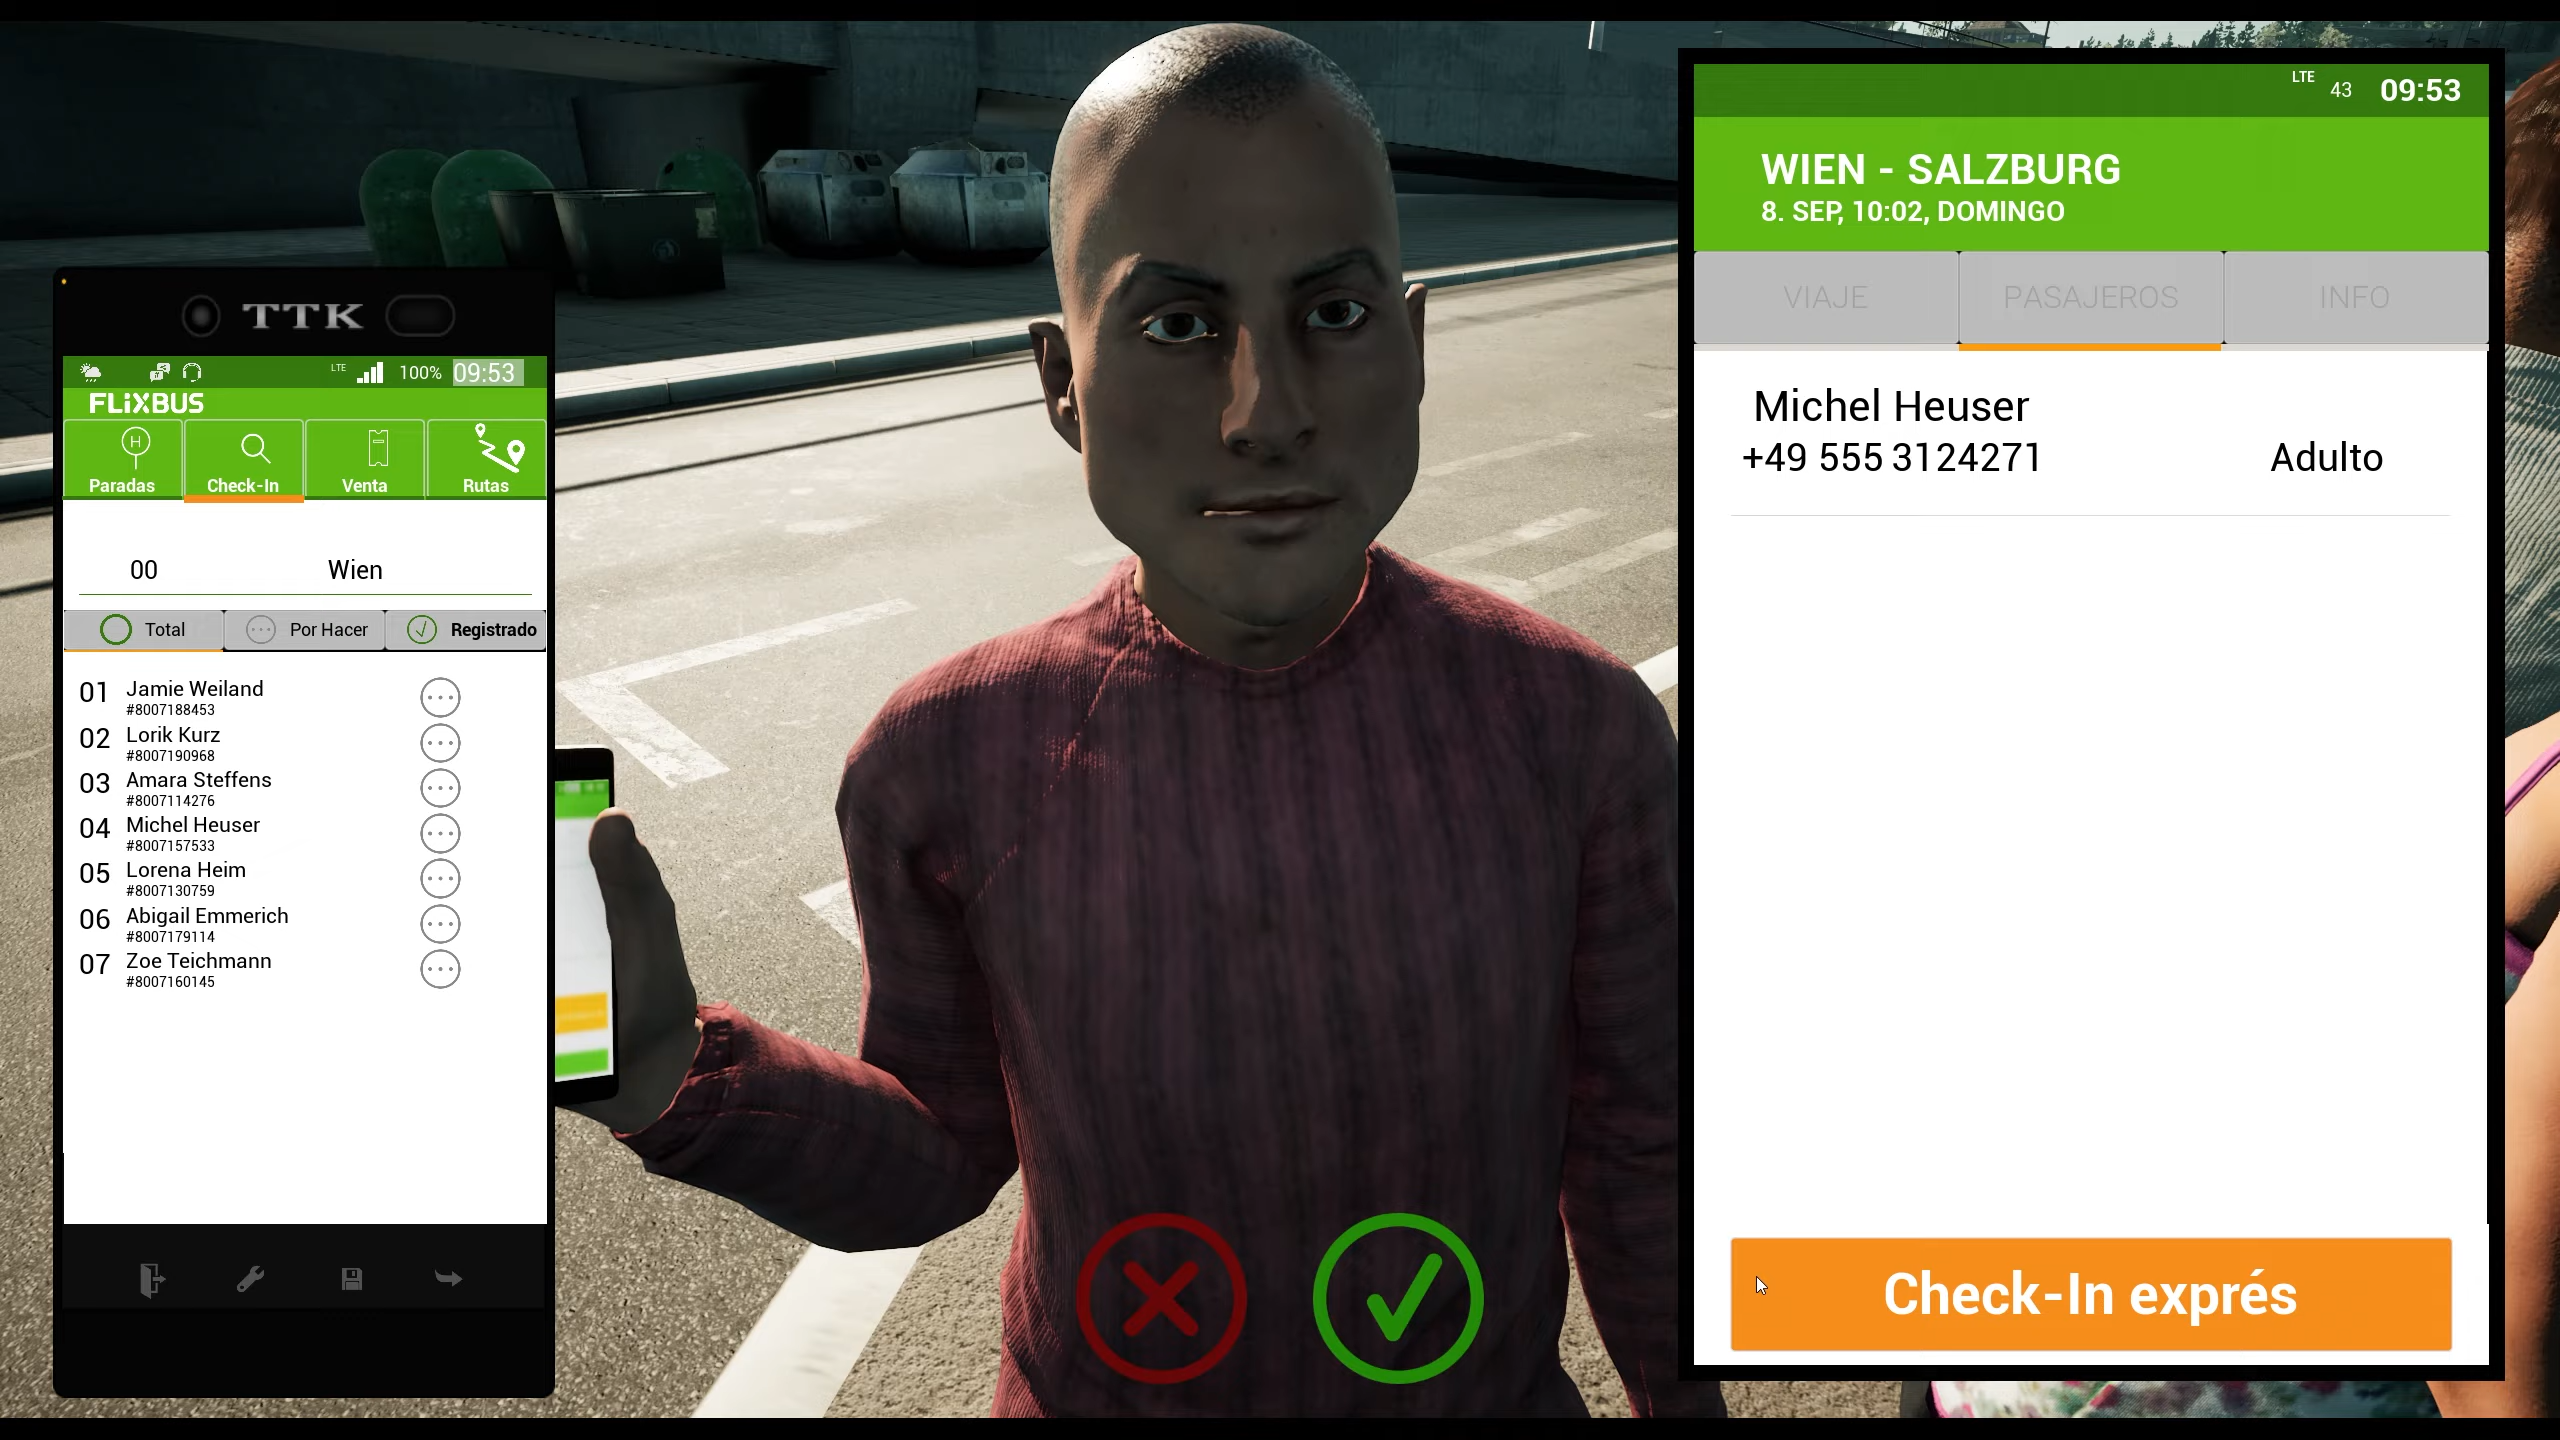 TTK
LTE 100% 09:53
FLiXBUS
H
Paradas Check-In Venta Rutas
00 Wien
Total Por Hacer Registrado
01 Jamie Weiland
#8007188453
02 Lorik Kurz
#8007190968
03 Amara Steffens
#8007114276
04 Michel Heuser
#8007157533
05 Lorena Heim
#8007130759
06 Abigail Emmerich
#8007179114
07 Zoe Teichmann
#8007160145
LTE 43 09:53
WIEN - SALZBURG
8. SEP, 10:02, DOMINGO
VIAJE PASAJEROS INFO
Michel Heuser
+49 555 3124271 Adulto
Check-In exprés